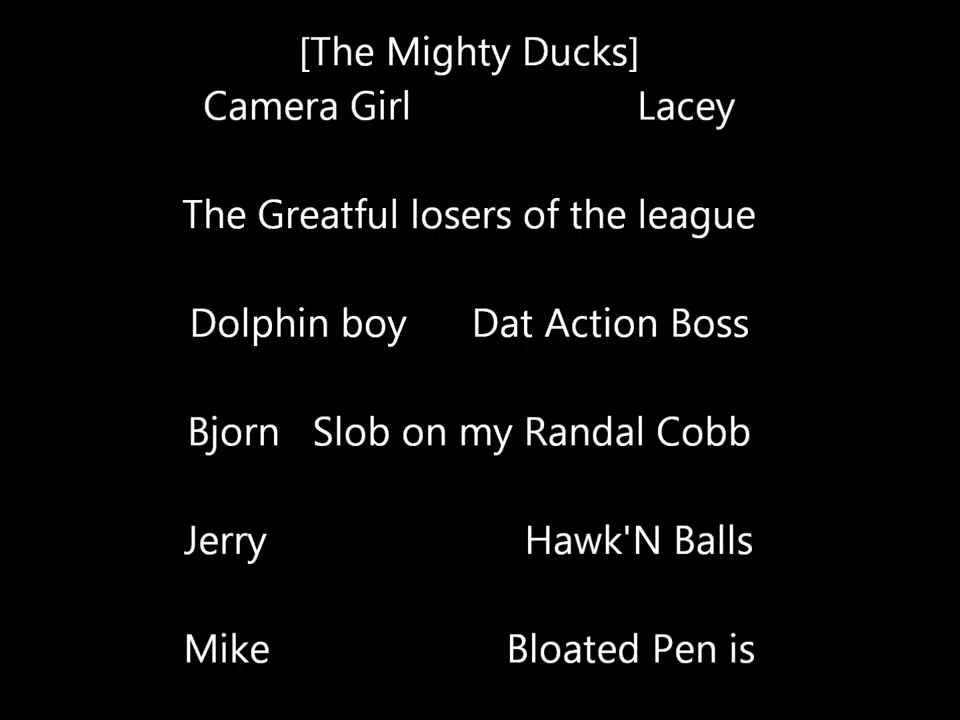 [The Mighty Ducks]
Camera Girl Lacey
The Greatful losers of the league
Dolphin boy Dat Action Boss
Bjorn Slob on my Randal Cobb
Jerry Hawk'N Balls
Mike Bloated Pen is